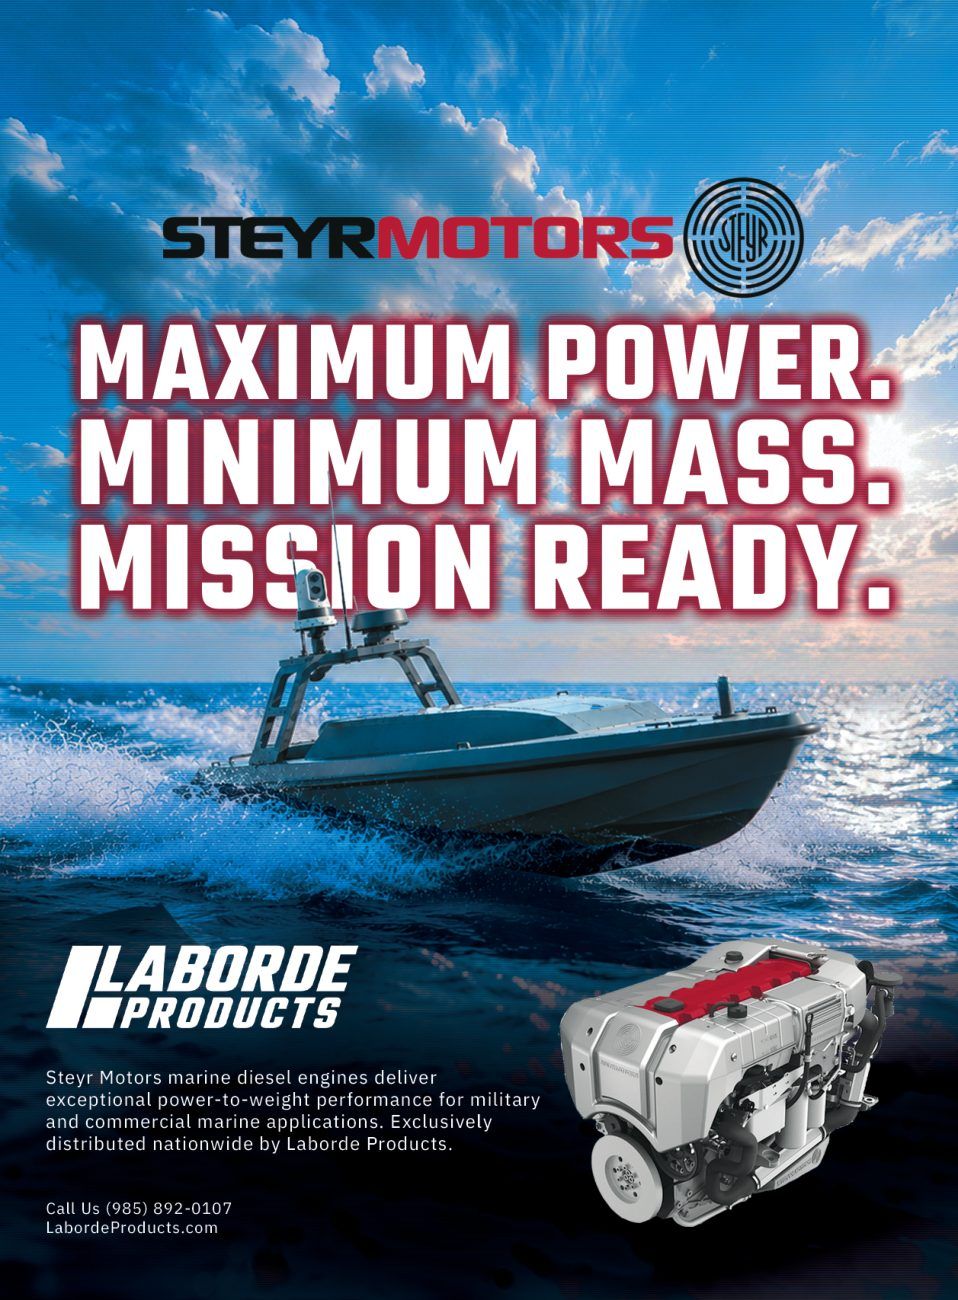 STEYRMOTORS STEYR
MAXIMUM POWER.
MINIMUM MASS.
MISSION READY.
LABORDE
PRODUCTS
Steyr Motors marine diesel engines deliver
exceptional power-to-weight performance for military
and commercial marine applications. Exclusively
distributed nationwide by Laborde Products.
Call Us (985) 892-0107
LabordeProducts.com